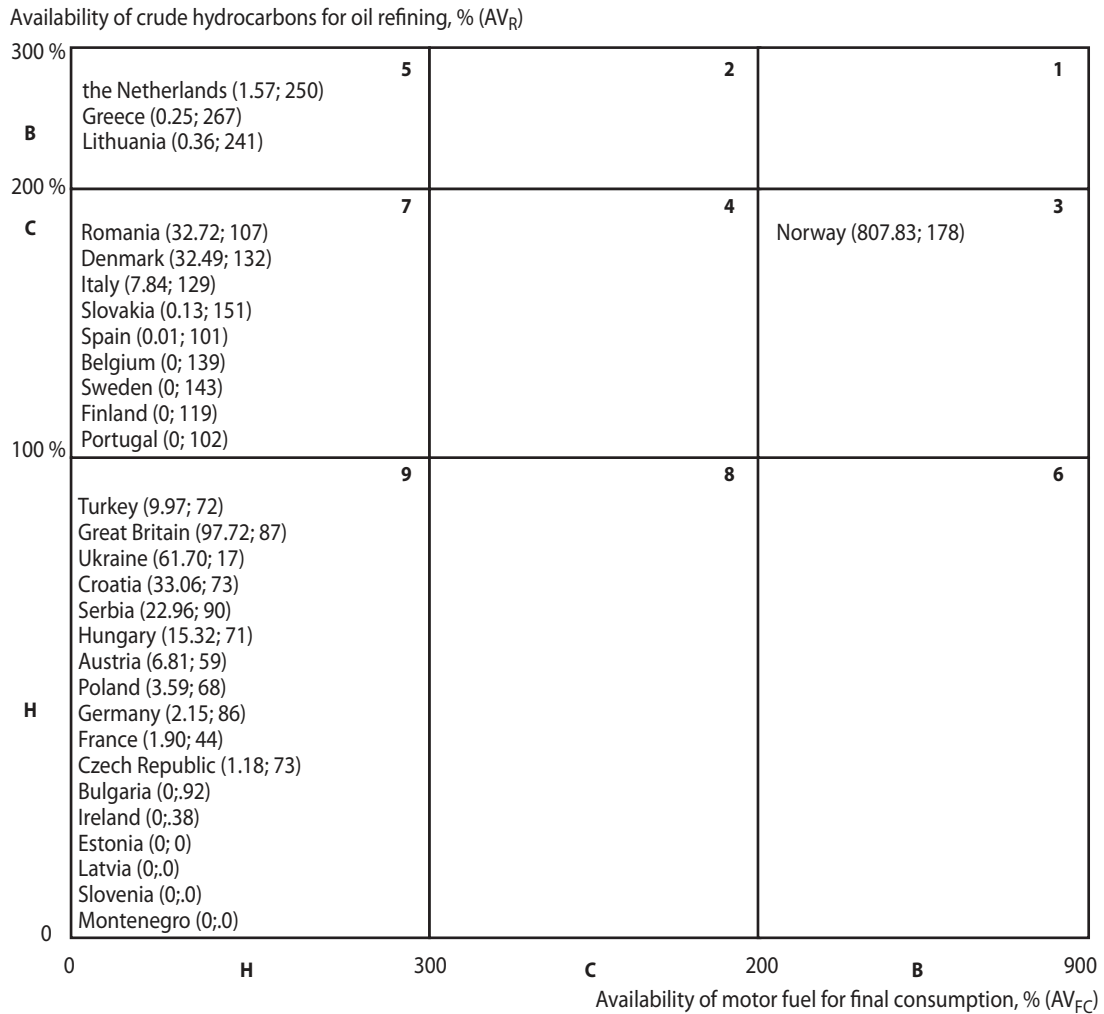 Availability of crude hydrocarbons for oil refining, % (AVR)
300 %
5
2
1
the Netherlands (1.57; 250)
Greece (0.25; 267)
B
Lithuania (0.36; 241)
200 %
7
4
3
C
Romania (32.72; 107)
Norway (807.83; 178)
Denmark (32.49; 132)
Italy (7.84; 129)
Slovakia (0.13; 151)
Spain (0.01; 101)
Belgium (0; 139)
Sweden (0; 143)
Finland (0; 119)
Portugal (0; 102)
100 %
9
8
6
Turkey (9.97; 72)
Great Britain (97.72; 87)
Ukraine (61.70; 17)
Croatia (33.06; 73)
Serbia (22.96; 90)
Hungary (15.32; 71)
Austria (6.81; 59)
Poland (3.59; 68)
H
Germany (2.15; 86)
France (1.90; 44)
Czech Republic (1.18; 73)
Bulgaria (0;.92)
Ireland (0;.38)
Estonia (0; 0)
Latvia (0;.0)
Slovenia (0;.0)
Montenegro (0;.0)
0
0
H
300
C
200
B
900
Availability of motor fuel for final consumption, % (AVFC)